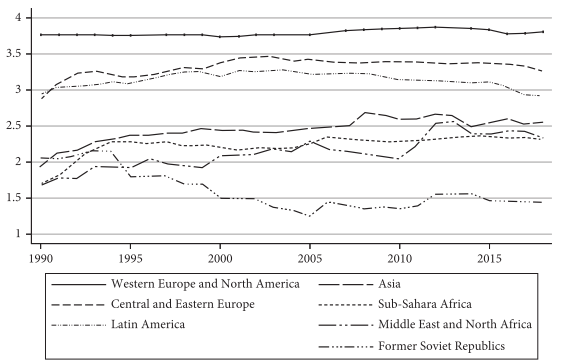 4
3.5
3
2.5
2
1.5
1
1990
1995
2000
2005
2010
2015
Western Europe and North America
Asia
Central and Eastern Europe
Sub-Sahara Africa
Latin America
Middle East and North Africa
Former Soviet Republics